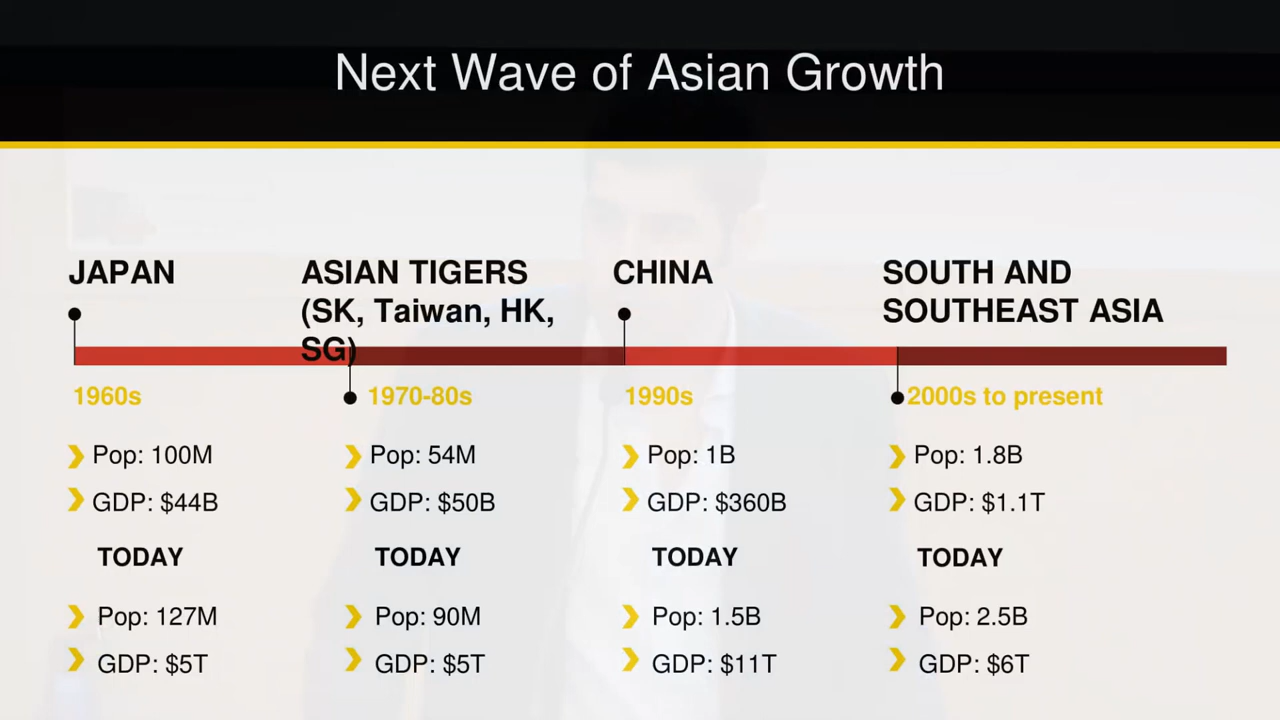 Next Wave of Asian Growth
JAPAN
1960s
Pop: 100M
GDP: $44B
TODAY
Pop: 127M
GDP: $5T
ASIAN TIGERS
(SK, Taiwan, HK,
SG)
1970-80s
Pop: 54M
GDP: $50B
TODAY
Pop: 90M
GDP: $5T
CHINA
1990s
Pop: 1B
GDP: $360B
TODAY
Pop: 1.5B
GDP: $11T
SOUTH AND
SOUTHEAST ASIA
2000s to present
Pop: 1.8B
GDP: $1.1T
TODAY
Pop: 2.5B
GDP: $6T